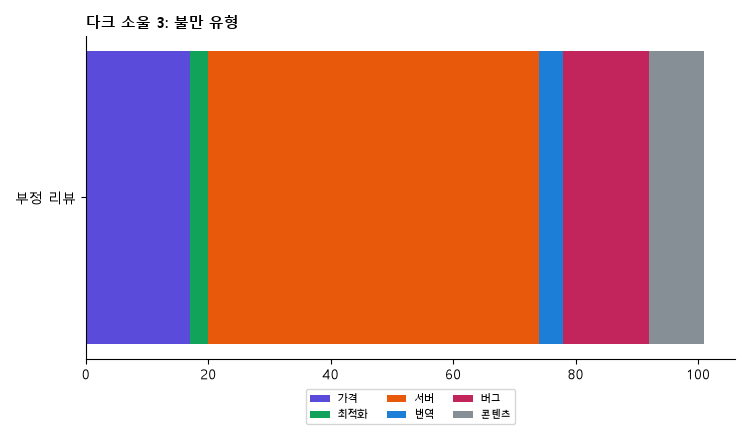 다크 소울 3: 불만 유형
부정 리뷰
0 20 40 60 80 100
가격 서버 버그
최적화 번역 콘텐츠